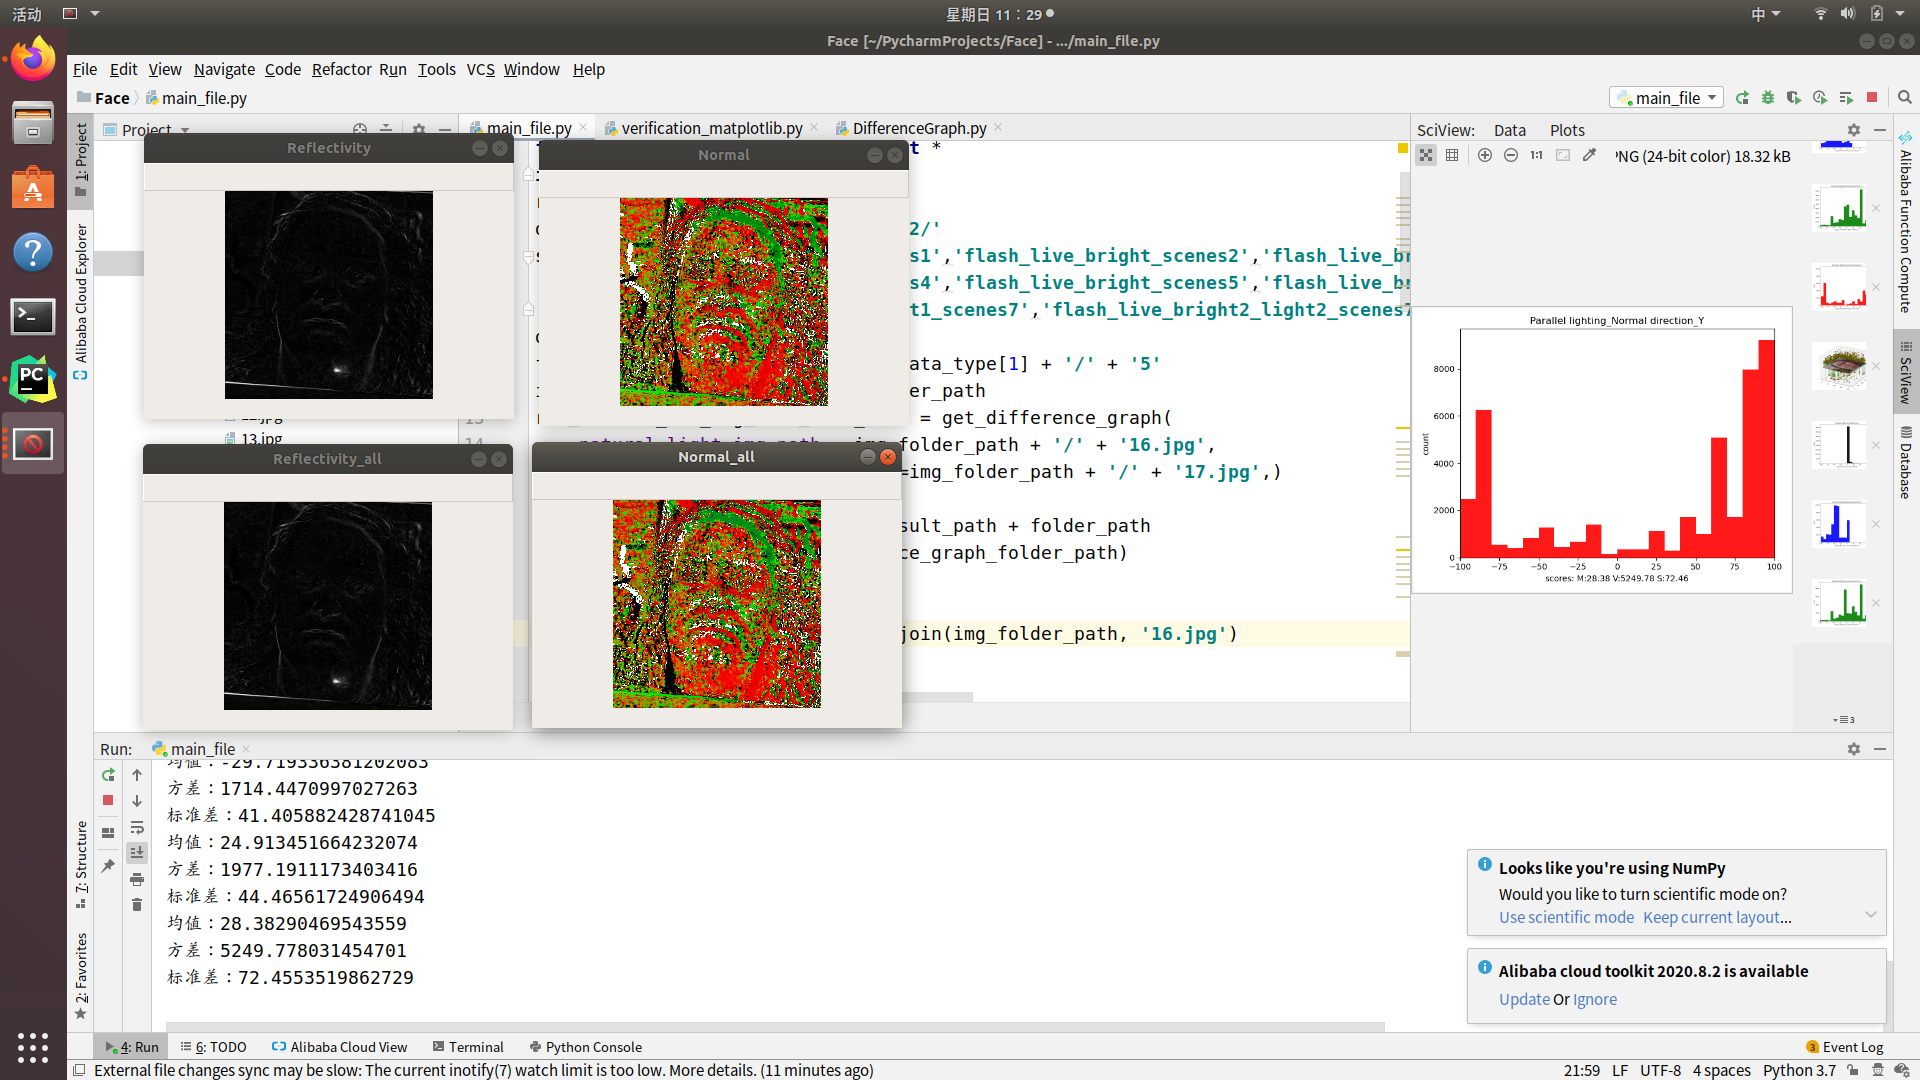 活动
星期日 11：29
中
Face [~/PycharmProjects/Face] - .../main_file.py
File Edit View Navigate Code Refactor Run Tools VCS Window Help
Face main_file.py
main_file
Project
main_file.py
verification_matplotlib.py
DifferenceGraph.py
SciView: Data Plots
PNG (24-bit color) 18.32 kB
1: Project
Alibaba Cloud Explorer
7: Structure
2: Favorites
Alibaba Function Compute
SciView
Database
Reflectivity
Normal
Reflectivity_all
Normal_all
t *
2/'
s1','flash_live_bright_scenes2','flash_live_br
s4','flash_live_bright_scenes5','flash_live_br
t1_scenes7','flash_live_bright2_light2_scenes7
ata_type[1] + '/' + '5'
er_path
= get_difference_graph(
folder_path + '/' + '16.jpg',
=img_folder_path + '/' + '17.jpg',)
sult_path + folder_path
ce_graph_folder_path)
join(img_folder_path, '16.jpg')
13.jpg
Parallel lighting_Normal direction_Y
count
8000
6000
4000
2000
0
−100 −75 −50 −25 0 25 50 75 100
scores: M:28.38 V:5249.78 S:72.46
3
Run: main_file
均值：-29.719336381202083
方差：1714.4470997027263
标准差：41.405882428741045
均值：24.913451664232074
方差：1977.1911173403416
标准差：44.46561724906494
均值：28.38290469543559
方差：5249.778031454701
标准差：72.4553519862729
Looks like you're using NumPy
Would you like to turn scientific mode on?
Use scientific mode Keep current layout...
Alibaba cloud toolkit 2020.8.2 is available
Update Or Ignore
4: Run 6: TODO Alibaba Cloud View Terminal Python Console
3 Event Log
External file changes sync may be slow: The current inotify(7) watch limit is too low. More details. (11 minutes ago)
21:59 LF UTF-8 4 spaces Python 3.7